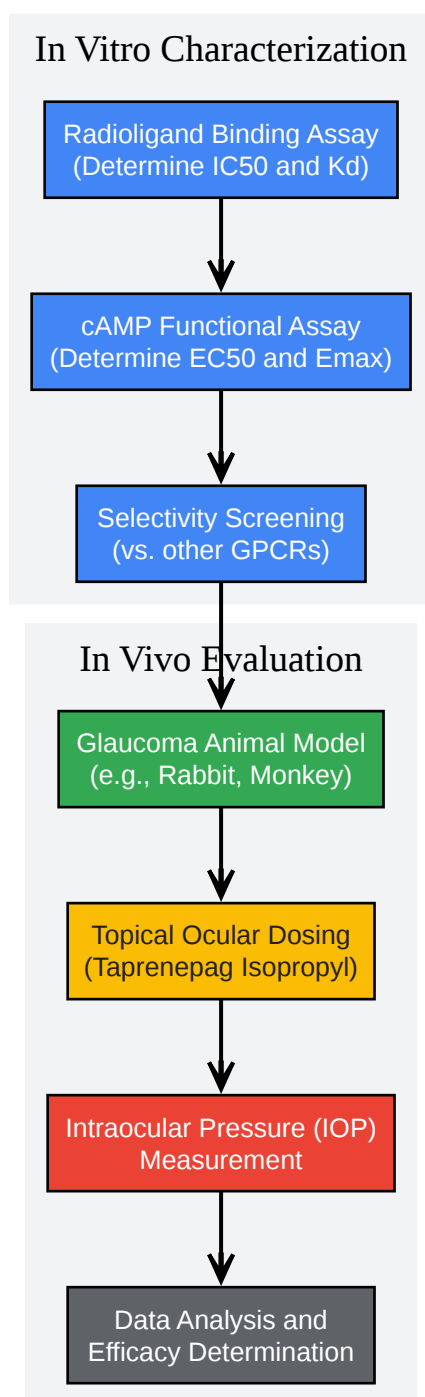 In Vitro Characterization
Radioligand Binding Assay
(Determine IC50 and Kd)
cAMP Functional Assay
(Determine EC50 and Emax)
Selectivity Screening
(vs. other GPCRs)
In Vivo Evaluation
Glaucoma Animal Model
(e.g., Rabbit, Monkey)
Topical Ocular Dosing
(Taprenepag Isopropyl)
Intraocular Pressure (IOP)
Measurement
Data Analysis and
Efficacy Determination